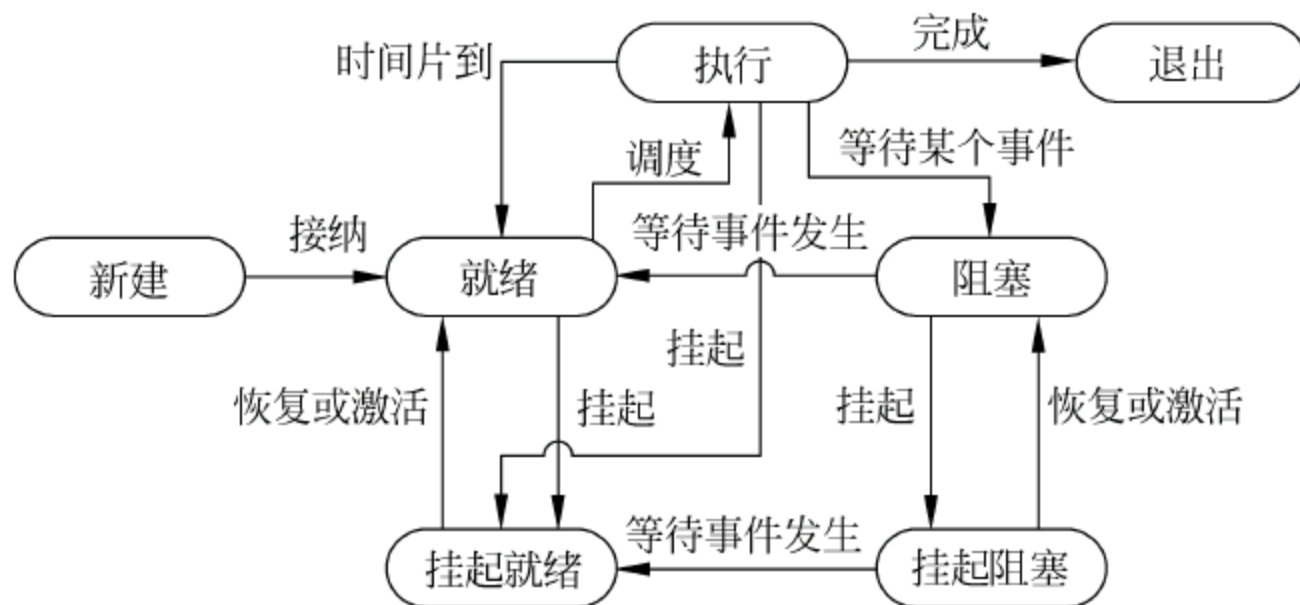 完成
时间片到
执行
退出
等待某个事件
调度
接纳
等待事件发生
新建
就绪
阻塞
挂起
恢复或激活
挂起
挂起
恢复或激活
等待事件发生
挂起就绪
挂起阻塞